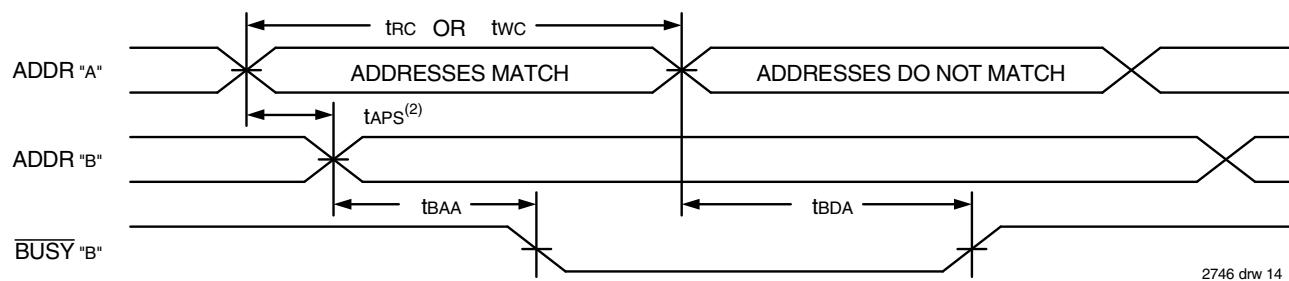 tRC OR tWC
ADDR "A"
ADDRESSES MATCH
ADDRESSES DO NOT MATCH
tAPS(2)
ADDR "B"
tBAA
tBDA
BUSY "B"
2746 drw 14